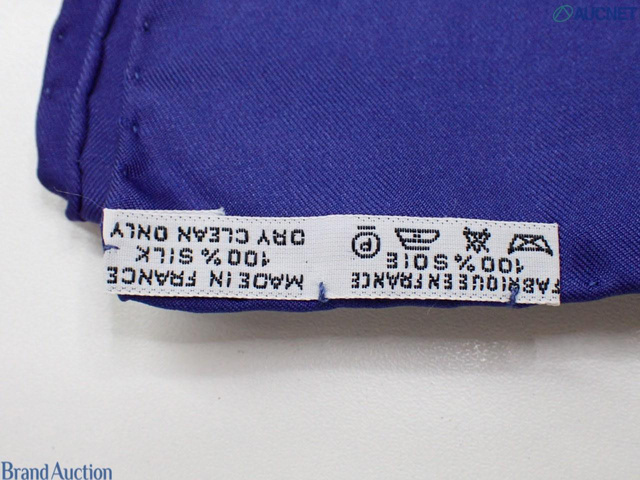 AUCNET
FABRIQUE EN FRANCE
100% SOIE
MADE IN FRANCE
100% SILK
DRY CLEAN ONLY
P
Brand Auction